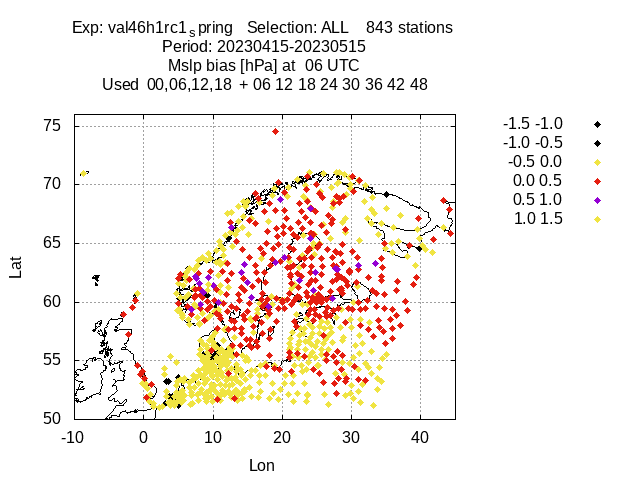 Exp: val46h1rc1spring   Selection: ALL    843 stations
Period: 20230415-20230515
Mslp bias [hPa] at  06 UTC
Used  00,06,12,18  + 06 12 18 24 30 36 42 48
-1.5 -1.0
-1.0 -0.5
-0.5 0.0
0.0 0.5
0.5 1.0
1.0 1.5
75
70
65
60
55
50
Lat
-10 0 10 20 30 40
Lon